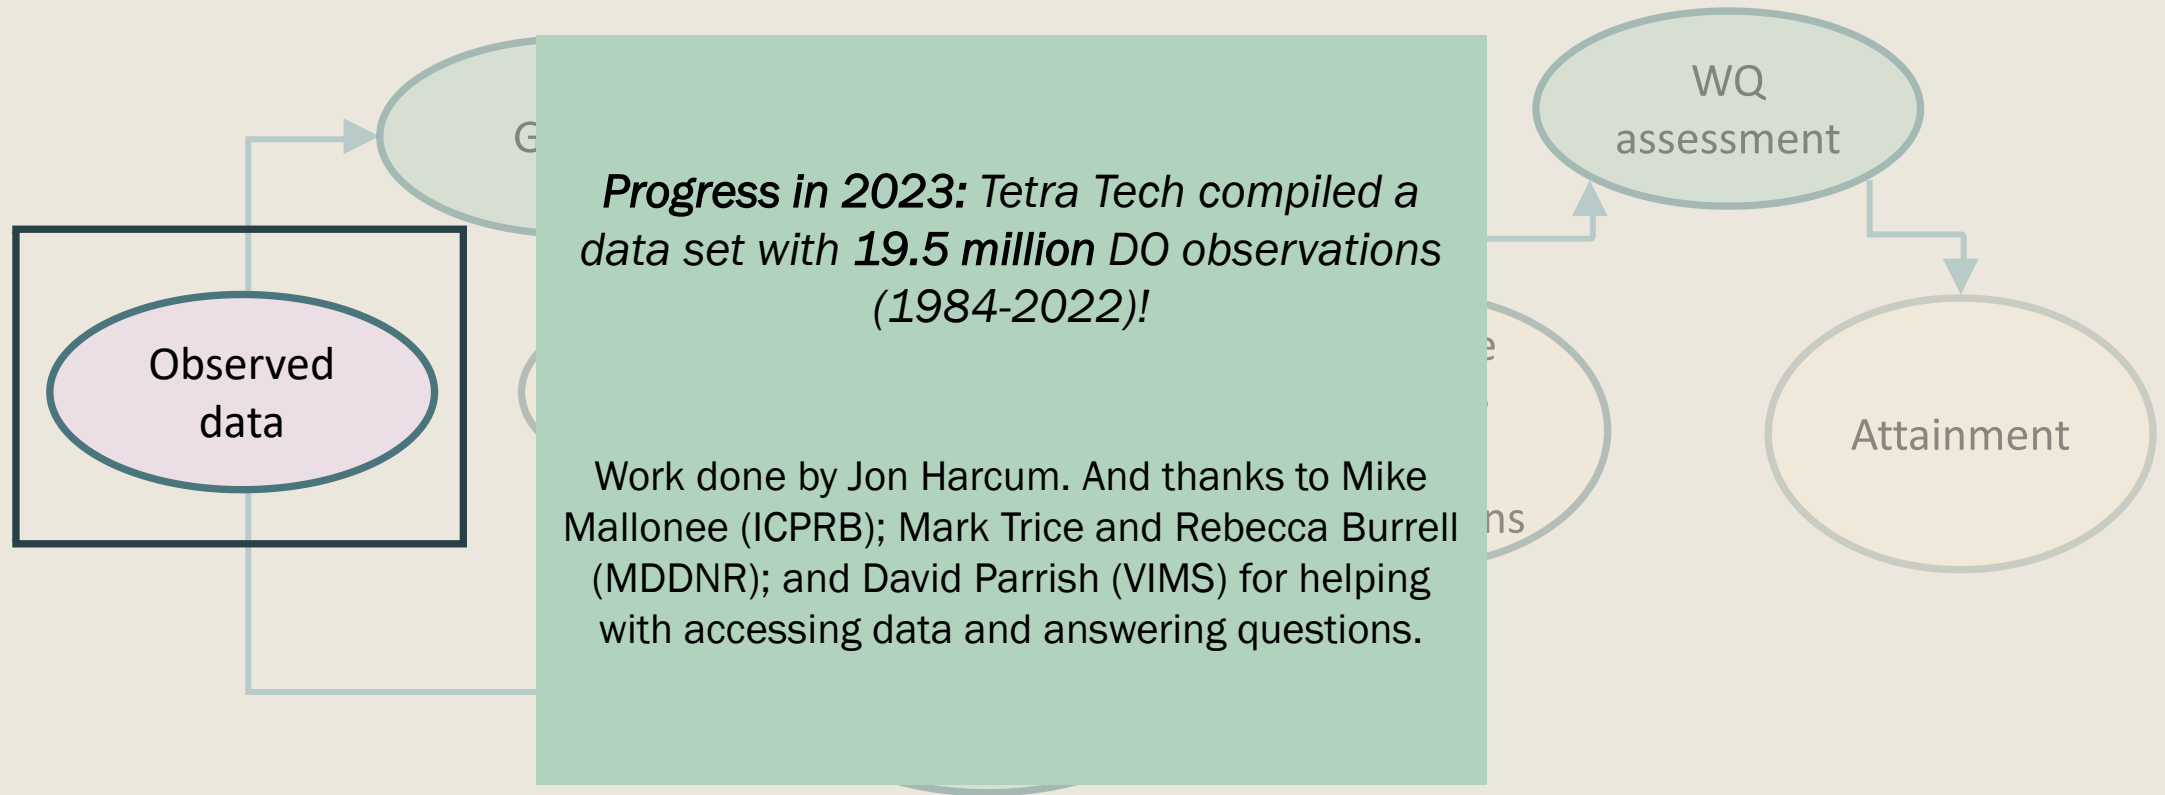 WQ
assessment
Progress in 2023: Tetra Tech compiled a
data set with 19.5 million DO observations
(1984-2022)!
Observed
data
Attainment
Work done by Jon Harcum. And thanks to Mike
Mallonee (ICPRB); Mark Trice and Rebecca Burrell
(MDDNR); and David Parrish (VIMS) for helping
with accessing data and answering questions.